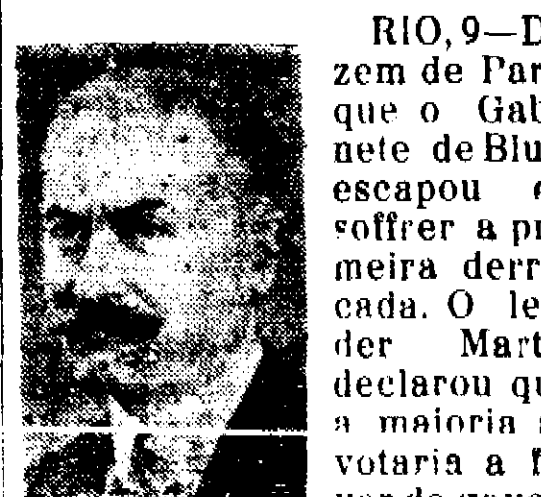 RIO, 9—D
zem de Par
que o Gab
nete de Blu
escapou
soffrer a pr
meira derr
cada. O le
der Mart
declarou qu
a maioria
votaria a f